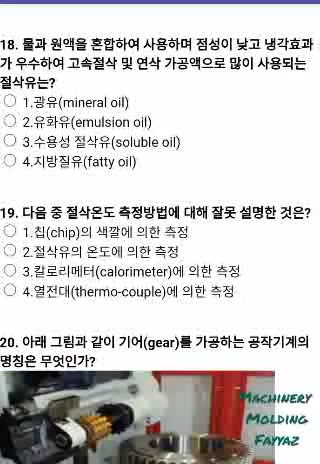 18. 물과 원액을 혼합하여 사용하며 점성이 낮고 냉각효과
가 우수하여 고속절삭 및 연삭 가공액으로 많이 사용되는
절삭유는?
1.광유(mineral oil)
2.유화유(emulsion oil)
3.수용성 절삭유(soluble oil)
4.지방질유(fatty oil)
19. 다음 중 절삭온도 측정방법에 대해 잘못 설명한 것은?
1.칩(chip)의 색깔에 의한 측정
2.절삭유의 온도에 의한 측정
3.칼로리메터(calorimeter)에 의한 측정
4.열전대(thermo-couple)에 의한 측정
20. 아래 그림과 같이 기어(gear)를 가공하는 공작기계의
명칭은 무엇인가?
MACHINERY
MOLDING
FAYYAZ